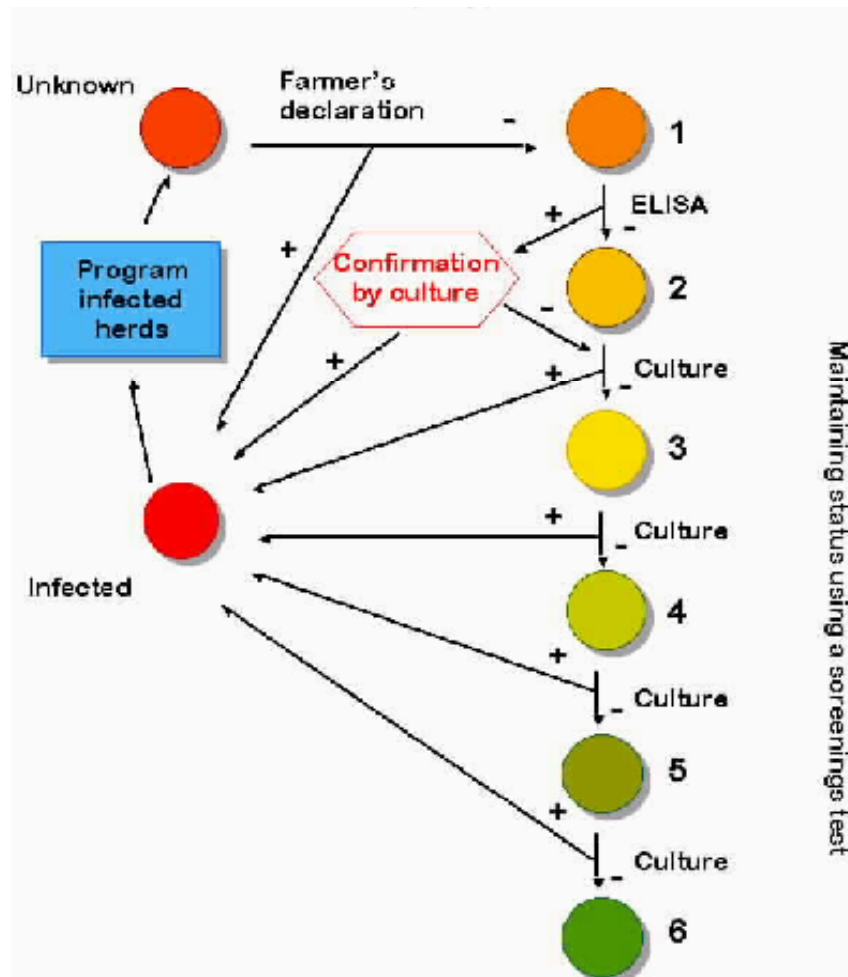 Unknown
Farmer's
declaration
-
1
+
ELISA
+
-
Program
infected
herds
Confirmation
by culture
2
-
+
+
Culture
-
3
+
Culture
-
Infected
4
+
Culture
-
5
+
Culture
-
6
Maintaining status using a screenings test